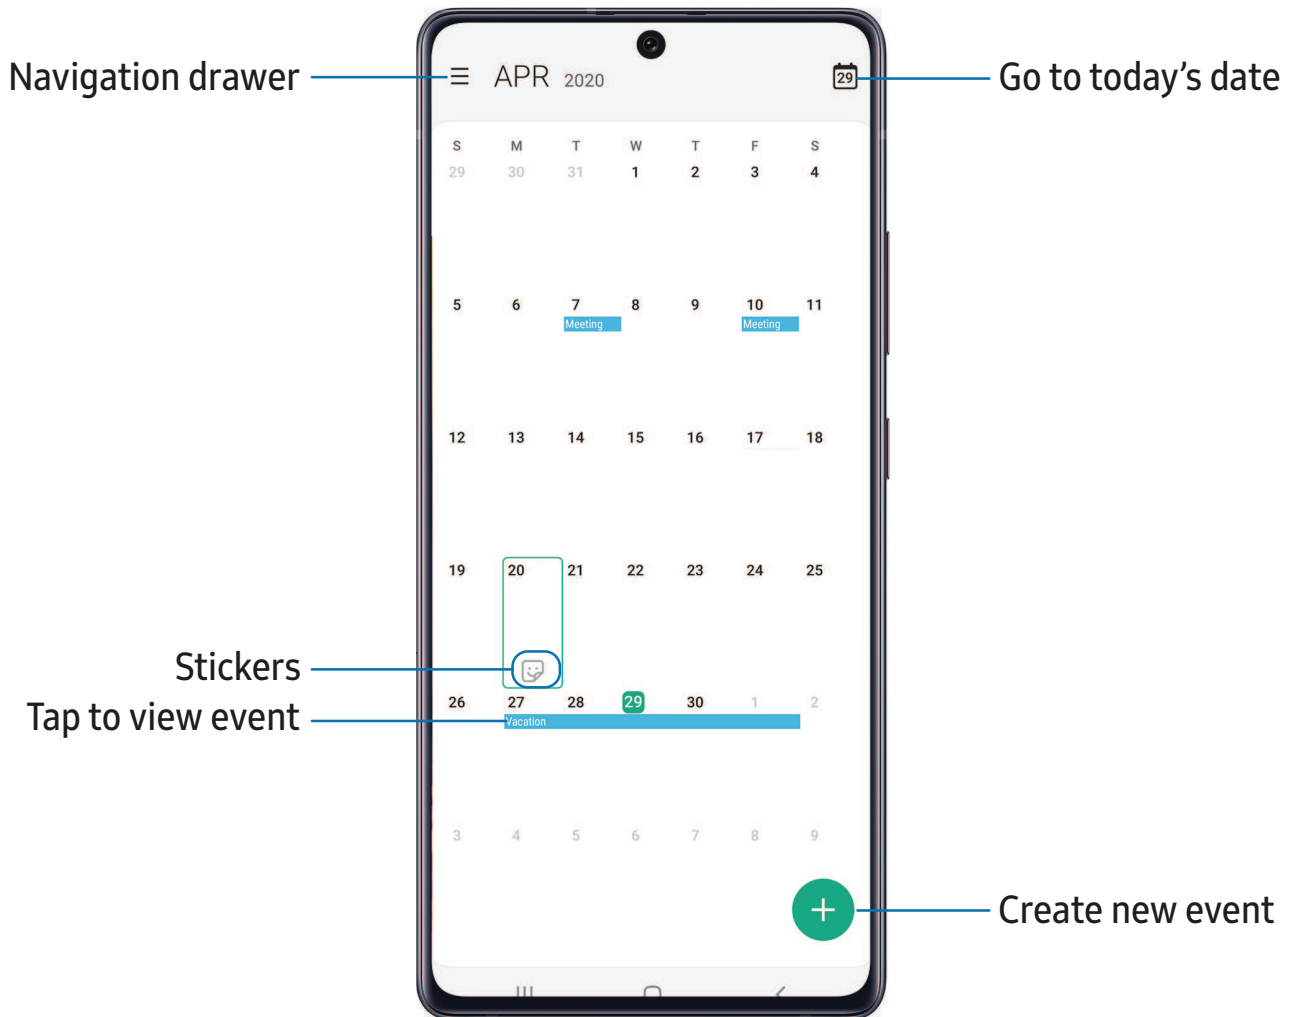 Navigation drawer
APR 2020
29
Go to today’s date
S M T W T F S
29 30 31 1 2 3 4
5 6 7 8 9 10 11
Meeting Meeting
12 13 14 15 16 17 18
19 20 21 22 23 24 25
Stickers
26 27 28 29 30 1 2
Tap to view event
Vacation
3 4 5 6 7 8 9
Create new event